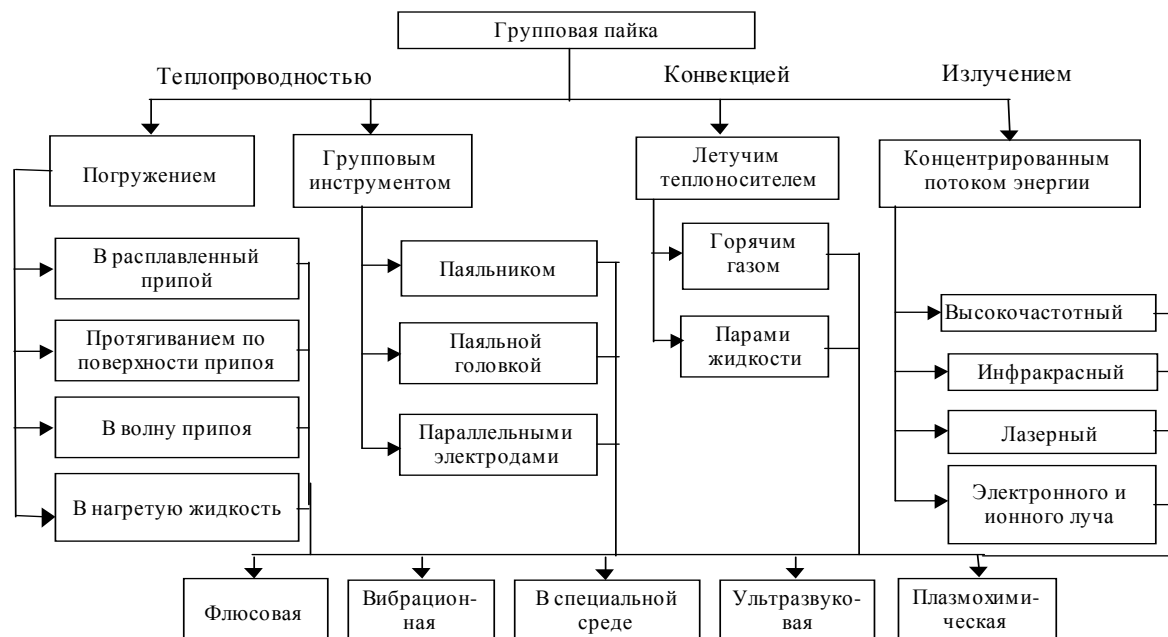 Групповая пайка
Теплопроводностью
Конвекцией
Излучением
Погружением
Групповым
инструментом
Летучим
теплоносителем
Концентрированным
потоком энергии
В расплавленный
припой
Протягиванием по
поверхности припоя
В волну припоя
В нагретую жидкость
Паяльником
Паяльной
головкой
Параллельными
электродами
Горячим
газом
Парами
жидкости
Высокочастотный
Инфракрасный
Лазерный
Электронного и
ионного луча
Флюсовая
Вибрацион-
ная
В специальной
среде
Ультразвуко-
вая
Плазмохими-
ческая